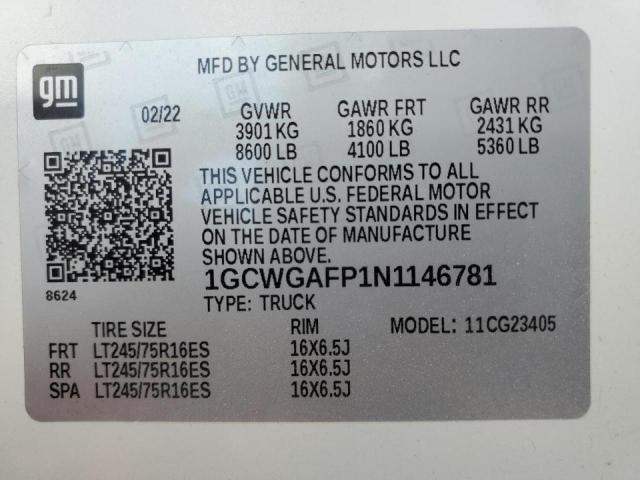 gm
MFD BY GENERAL MOTORS LLC
02/22 GVWR GAWR FRT GAWR RR
3901 KG 1860 KG 2431 KG
8600 LB 4100 LB 5360 LB
THIS VEHICLE CONFORMS TO ALL
APPLICABLE U.S. FEDERAL MOTOR
VEHICLE SAFETY STANDARDS IN EFFECT
ON THE DATE OF MANUFACTURE
SHOWN ABOVE.
1GCWGAFP1N1146781
8624
TYPE: TRUCK
TIRE SIZE RIM MODEL: 11CG23405
FRT LT245/75R16ES 16X6.5J
RR LT245/75R16ES 16X6.5J
SPA LT245/75R16ES 16X6.5J